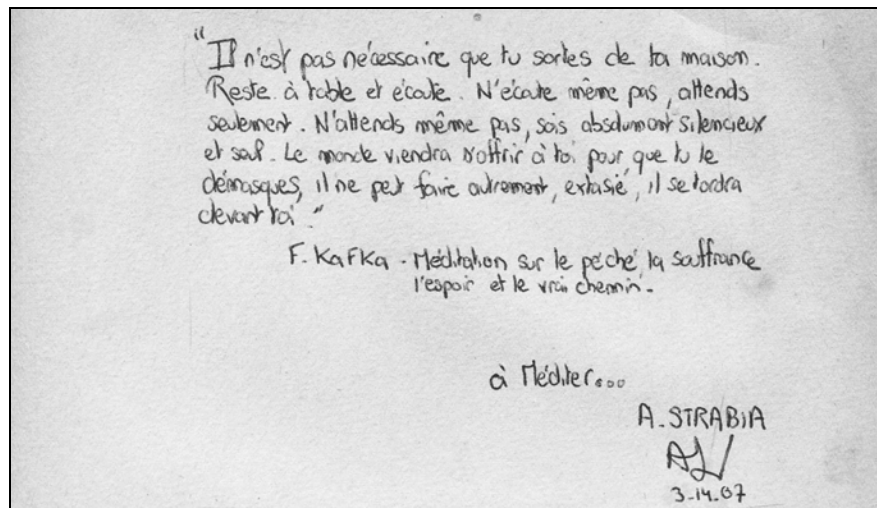 "Il n'est pas nécessaire que tu sortes de ta maison.
Reste à table et écoute. N'écoute même pas, attends
seulement. N'attends même pas, sois absolument silencieux
et seul. Le monde viendra s'offrir à toi pour que tu le
démasques, il ne peut faire autrement, extasié, il se tordra
devant toi."
F. KaFKa - Méditation sur le péché, la souffrance
l'espoir et le vrai chemin.
à Méditer...
A. STRABIA
3-14-07